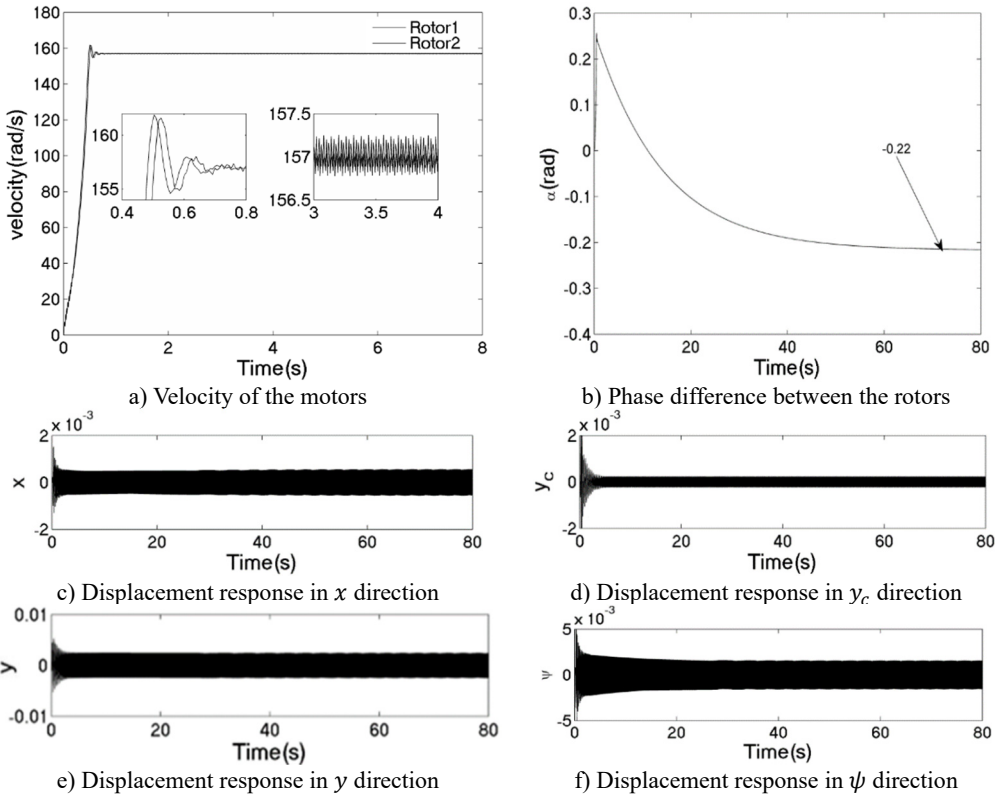 180
160
140
120
100
80
60
40
20
0
velocity(rad/s)
Rotor1
Rotor2
160
155
0.4 0.6 0.8
157.5
157
156.5
3 3.5 4
0 2 4 6 8
Time(s)
a) Velocity of the motors
0.3
0.2
0.1
0
-0.1
-0.2
-0.3
-0.4
α(rad)
-0.22
0 20 40 60 80
Time(s)
b) Phase difference between the rotors
2 × 10⁻³
0
-2
x
0 20 40 60 80
Time(s)
c) Displacement response in x direction
2 × 10⁻³
0
-2
y_c
0 20 40 60 80
Time(s)
d) Displacement response in y_c direction
0.01
0
-0.01
y
0 20 40 60 80
Time(s)
e) Displacement response in y direction
5 × 10⁻³
0
-5
ψ
0 20 40 60 80
Time(s)
f) Displacement response in ψ direction